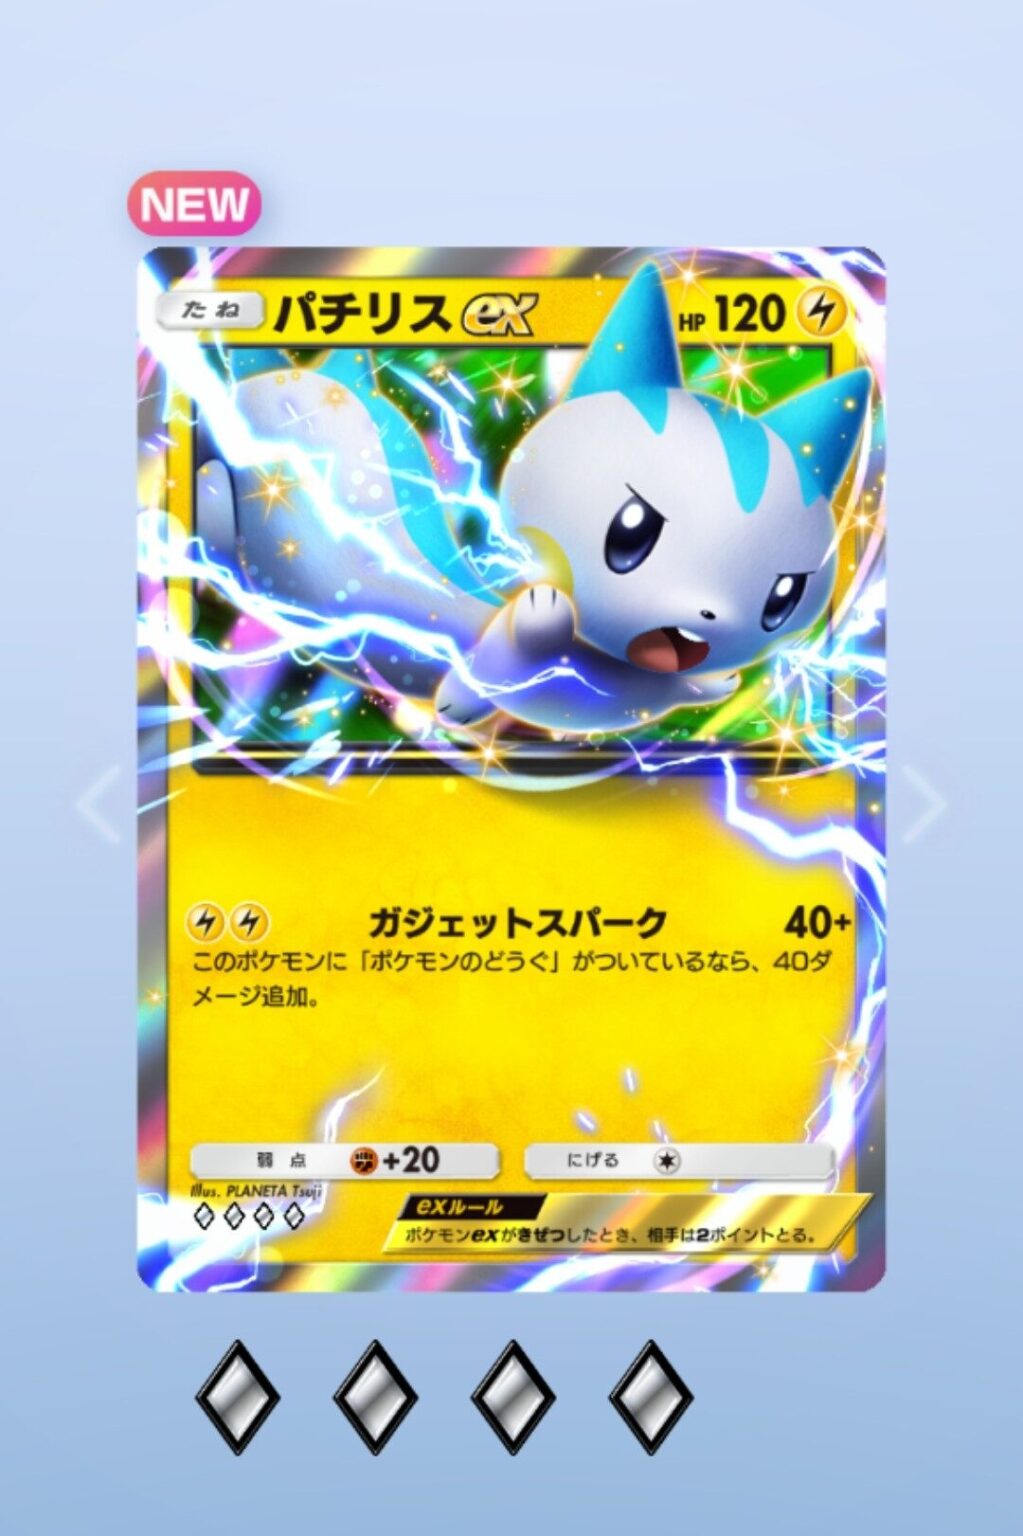 NEW
たね パチリスex HP 120
ガジェットスパーク 40+
このポケモンに「ポケモンのどうぐ」がついているなら、40ダ
メージ追加。
弱点 +20 にげる
Illus. PLANETA Tsuji
exルール
ポケモンexがきぜつしたとき、相手は2ポイントとる。